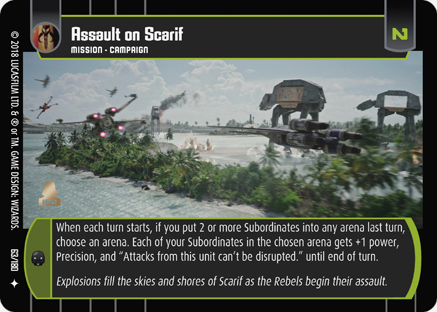 Assault on Scarif
MISSION - CAMPAIGN
N
© 2018 LUCASFILM LTD. & ® or TM. GAME DESIGN: WIZARDS.
When each turn starts, if you put 2 or more Subordinates into any arena last turn,
choose an arena. Each of your Subordinates in the chosen arena gets +1 power,
Precision, and “Attacks from this unit can’t be disrupted.” until end of turn.
Explosions fill the skies and shores of Scarif as the Rebels begin their assault.